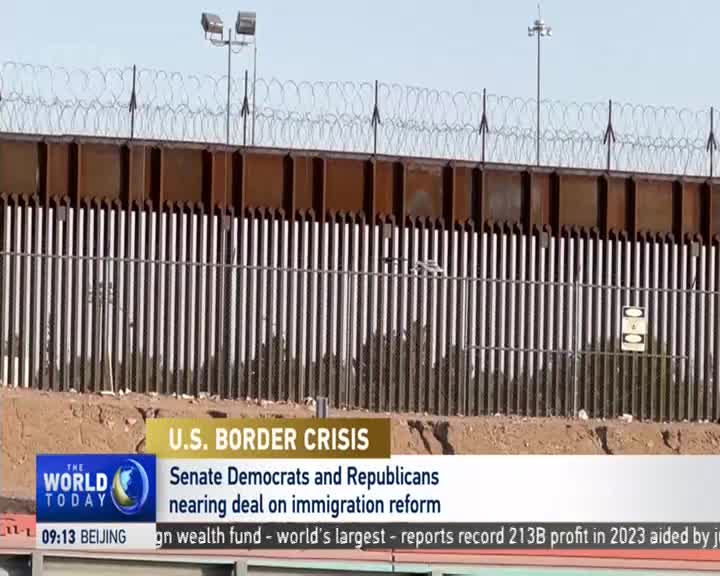 U.S. BORDER CRISIS
THE
WORLD
TODAY
Senate Democrats and Republicans
nearing deal on immigration reform
09:13 BEIJING
gn wealth fund - world's largest - reports record 213B profit in 2023 aided by ju